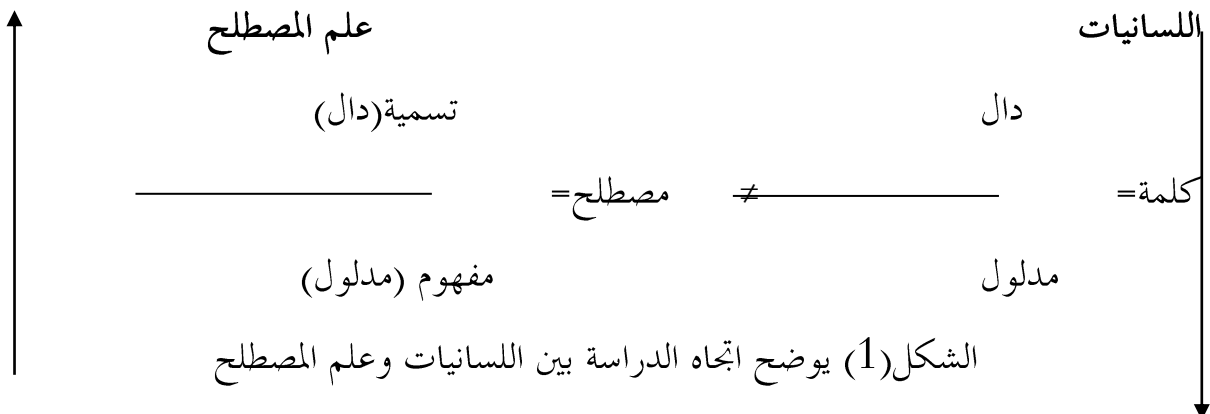 اللسانيات علم المصطلح
دال تسمية(دال)
كلمة= ≠ مصطلح=
مدلول مفهوم (مدلول)
الشكل(1) يوضح اتجاه الدراسة بين اللسانيات وعلم المصطلح